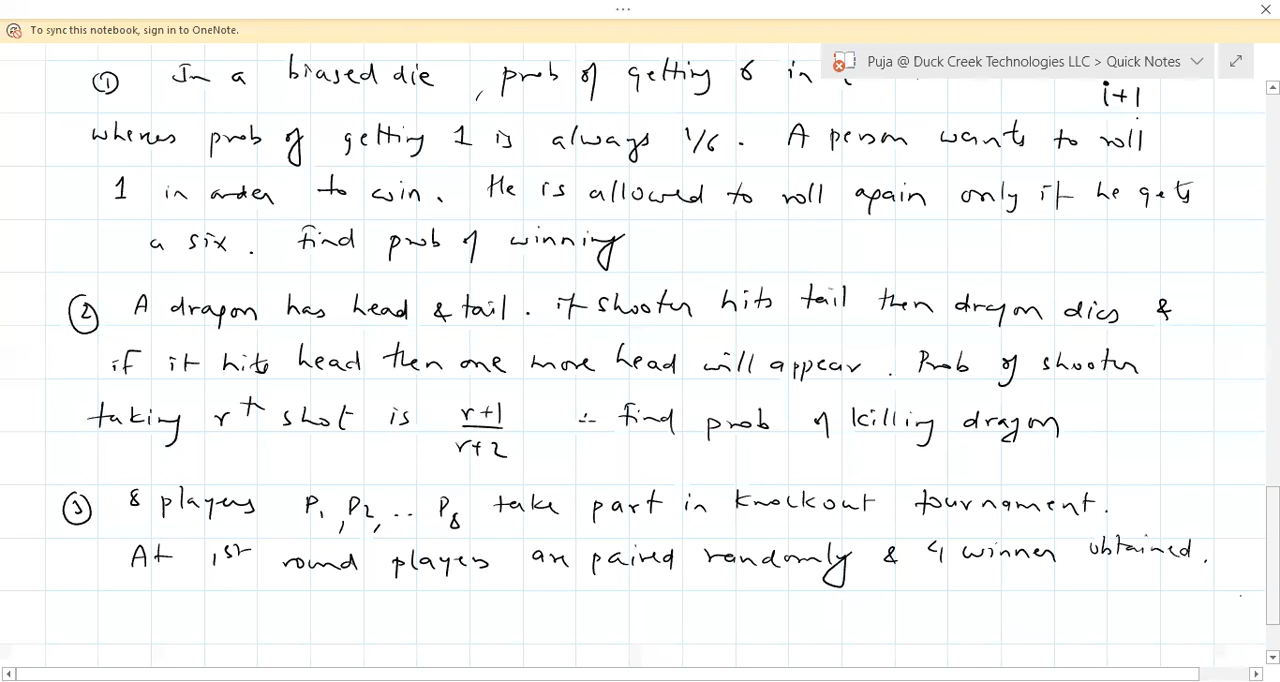 To sync this notebook, sign in to OneNote.
Puja @ Duck Creek Technologies LLC > Quick Notes
① In a biased die, prob of getting 6 in
i+1
wheres prob of getting 1 is always 1/6. A person wants to roll
1 in order to win. He is allowed to roll again only if he gets
a six. Find prob of winning
② A dragon has head & tail. if shooter hits tail then dragon dies &
if it hits head then one more head will appear. Prob of shooter
taking rth shot is r+1/r+2 ∴ Find prob of killing dragon
③ 8 players P1, P2, .. P8 take part in knockout tournament.
At 1st round players are paired randomly & 4 winner obtained.